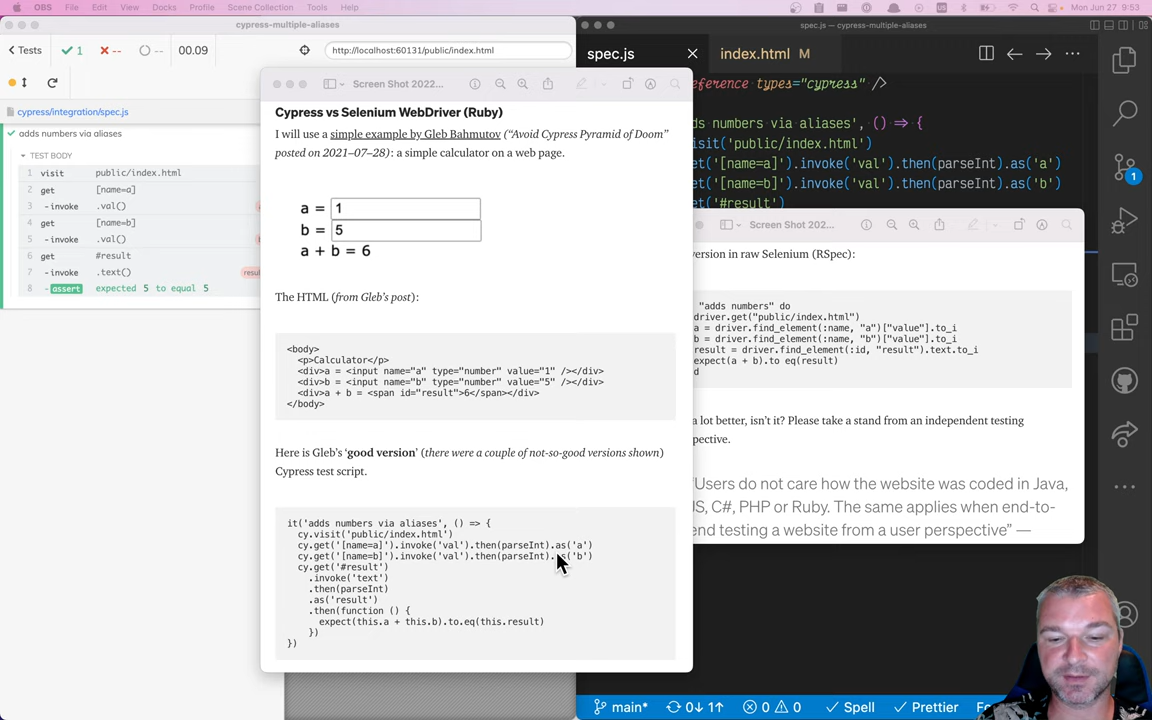 OBS File Edit View Docks Profile Scene Collection Tools Help
Mon Jun 27 9:53
cypress-multiple-aliases
Tests 1 -- -- 00.09
http://localhost:60131/public/index.html
cypress/integration/spec.js
adds numbers via aliases
TEST BODY
1 visit public/index.html
2 get [name=a]
3 -invoke .val()
4 get [name=b]
5 -invoke .val()
6 get #result
7 -invoke .text()
8 -assert expected 5 to equal 5
Screen Shot 2022...
Cypress vs Selenium WebDriver (Ruby)
I will use a simple example by Gleb Bahmutov (“Avoid Cypress Pyramid of Doom”
posted on 2021–07–28): a simple calculator on a web page.
a = 1
b = 5
a + b = 6
The HTML (from Gleb’s post):
<body>
<p>Calculator</p>
<div>a = <input name="a" type="number" value="1" /></div>
<div>b = <input name="b" type="number" value="5" /></div>
<div>a + b = <span id="result">6</span></div>
</body>
Here is Gleb’s ‘good version’ (there were a couple of not-so-good versions shown)
Cypress test script.
it('adds numbers via aliases', () => {
cy.visit('public/index.html')
cy.get('[name=a]').invoke('val').then(parseInt).as('a')
cy.get('[name=b]').invoke('val').then(parseInt).as('b')
cy.get('#result')
.invoke('text')
.then(parseInt)
.as('result')
.then(function () {
expect(this.a + this.b).to.eq(this.result)
})
})
spec.js — cypress-multiple-aliases
spec.js index.html M
eference types="cypress" />
dds numbers via aliases', () => {
isit('public/index.html')
et('[name=a]').invoke('val').then(parseInt).as('a')
et('[name=b]').invoke('val').then(parseInt).as('b')
et('#result')
1
Screen Shot 202...
version in raw Selenium (RSpec):
"adds numbers" do
driver.get("public/index.html")
a = driver.find_element(:name, "a")["value"].to_i
b = driver.find_element(:name, "b")["value"].to_i
result = driver.find_element(:id, "result").text.to_i
expect(a + b).to eq(result)
d
a lot better, isn’t it? Please take a stand from an independent testing
pective.
“Users do not care how the website was coded in Java,
JS, C#, PHP or Ruby. The same applies when end-to-
end testing a website from a user perspective” —
main* 0↓ 1↑ 0 0 Spell Prettier